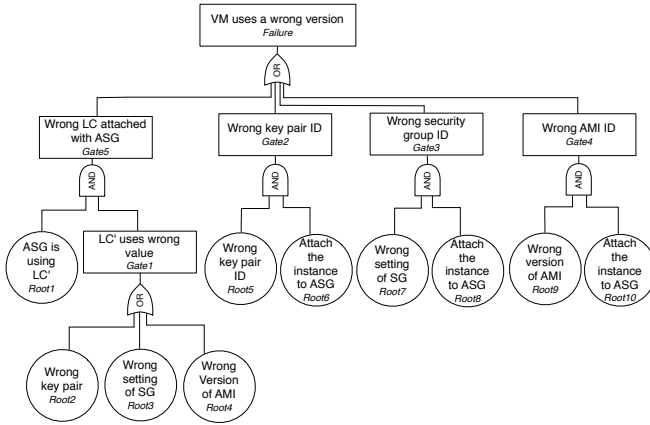 VM uses a wrong version
Failure
OR
Wrong LC attached
with ASG
Gate5
Wrong key pair ID
Gate2
Wrong security
group ID
Gate3
Wrong AMI ID
Gate4
AND
AND
AND
AND
ASG is
using LC'
Root1
LC' uses wrong
value
Gate1
Wrong
key pair
ID
Root5
Attach
the
instance
to ASG
Root6
Wrong
setting
of SG
Root7
Attach
the
instance
to ASG
Root8
Wrong
version
of AMI
Root9
Attach
the
instance
to ASG
Root10
OR
Wrong
key pair
Root2
Wrong
setting
of SG
Root3
Wrong
Version
of AMI
Root4